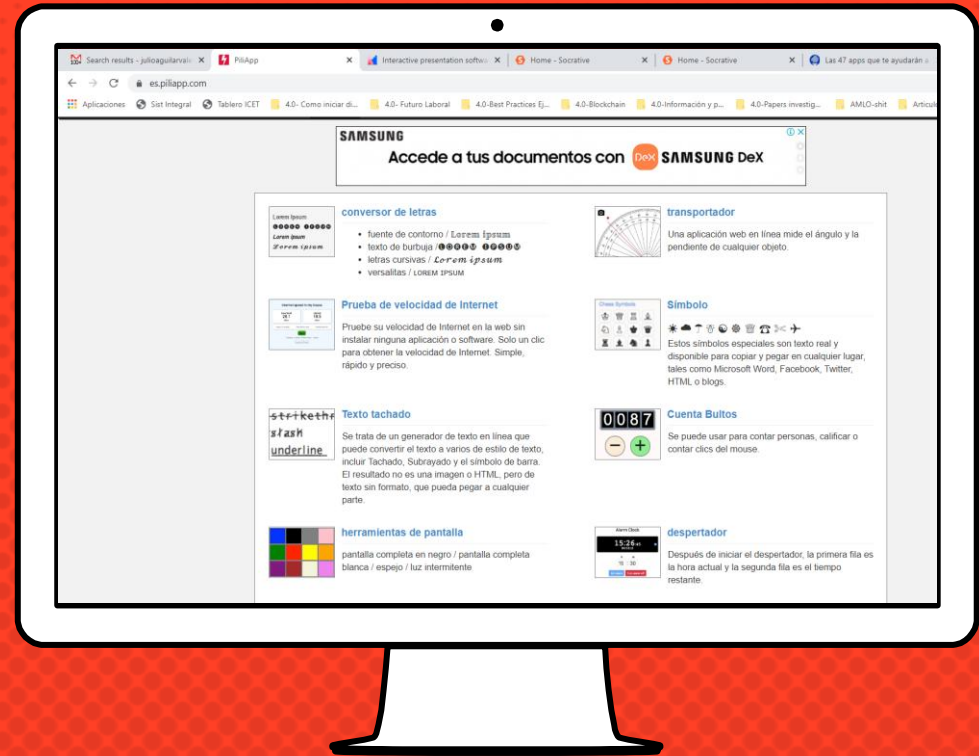 Search results - julioaguilarval
PiliApp
Interactive presentation softwa
Home - Socrative
Home - Socrative
Las 47 apps que te ayudarán a
es.piliapp.com
Aplicaciones
Sist Integral
Tablero ICET
4.0- Como iniciar di...
4.0- Futuro Laboral
4.0-Best Practices Ej...
4.0-Blockchain
4.0-Información y p...
4.0-Papers investig...
AMLO-shit
Articulo
SAMSUNG
Accede a tus documentos con DeX SAMSUNG DeX
Lorem Ipsum
Lorem Ipsum
Lorem ipsum
conversor de letras
• fuente de contorno / Lorem ipsum
• texto de burbuja / LOREM IPSUM
• letras cursivas / Lorem ipsum
• versalitas / LOREM IPSUM
transportador
Una aplicación web en línea mide el ángulo y la
pendiente de cualquier objeto.
Prueba de velocidad de Internet
Pruebe su velocidad de Internet en la web sin
instalar ninguna aplicación o software. Solo un clic
para obtener la velocidad de Internet. Simple,
rápido y preciso.
Chess Symbols
Símbolo
Estos símbolos especiales son texto real y
disponible para copiar y pegar en cualquier lugar,
tales como Microsoft Word, Facebook, Twitter,
HTML o blogs.
strikethr
slash
underline
Texto tachado
Se trata de un generador de texto en línea que
puede convertir el texto a varios de estilo de texto,
incluir Tachado, Subrayado y el símbolo de barra.
El resultado no es una imagen o HTML, pero de
texto sin formato, que pueda pegar a cualquier
parte.
0087
Cuenta Bultos
Se puede usar para contar personas, calificar o
contar clics del mouse.
herramientas de pantalla
pantalla completa en negro / pantalla completa
blanca / espejo / luz intermitente
Alarm Clock
15:26
despertador
Después de iniciar el despertador, la primera fila es
la hora actual y la segunda fila es el tiempo
restante.